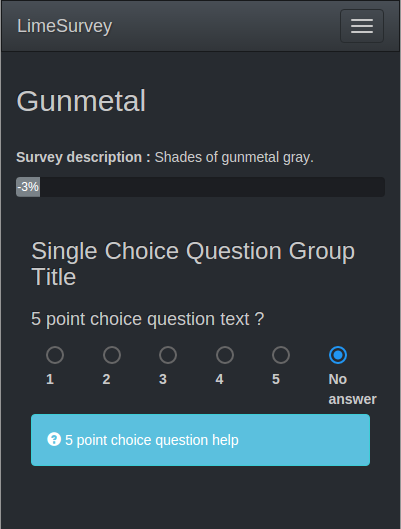 LimeSurvey
Gunmetal
Survey description : Shades of gunmetal gray.
-3%
Single Choice Question Group
Title
5 point choice question text ?
1 2 3 4 5 No
answer
5 point choice question help